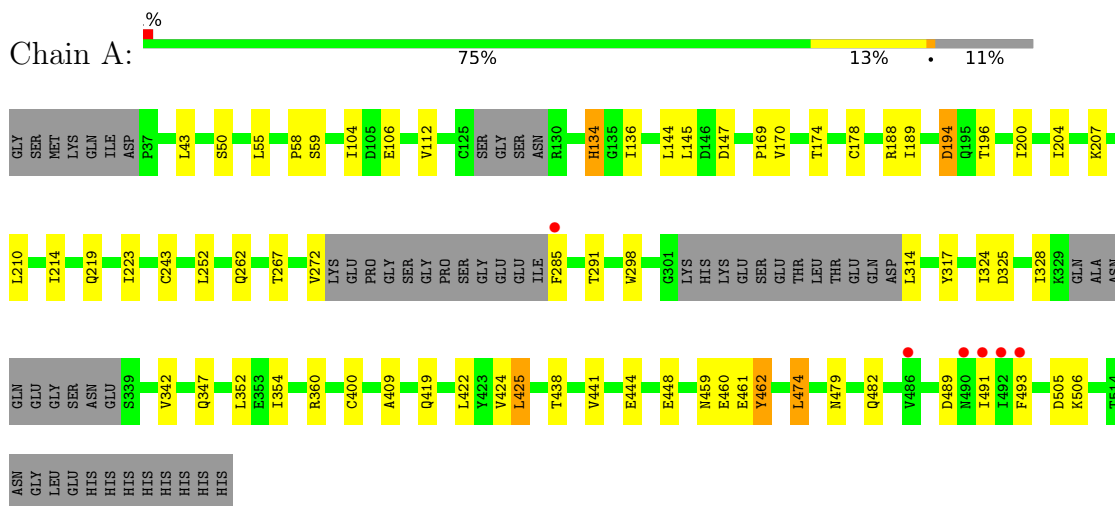 .%
Chain A:
75% 13% • 11%
GLY SER MET LYS GLN ILE ASP P37 L43 S50 L55 P58 S59 I104 D105 E106 V112 C125 SER GLY SER ASN R130 H134 G135 I136 L144 L145 D146 D147 P169 V170 T174 C178 R188 I189 D194 Q195 T196 I200 I204 K207
L210 I214 Q219 I223 C243 L252 Q262 T267 V272 LYS GLU PRO GLY SER GLY PRO SER GLY GLU GLU ILE F285 T291 W298 G301 LYS HIS LYS GLU SER GLU THR LEU THR GLU GLN ASP L314 Y317 I324 D325 I328 K329 GLN ALA ASN
GLN GLU GLY SER ASN GLU S339 V342 Q347 L352 E353 I354 R360 C400 A409 Q419 L422 Y423 V424 L425 T438 V441 E444 E448 N459 E460 E461 Y462 L474 N479 Q482 V486 D489 N490 I491 I492 F493 D505 K506 T514
ASN GLY LEU GLU HIS HIS HIS HIS HIS HIS HIS HIS